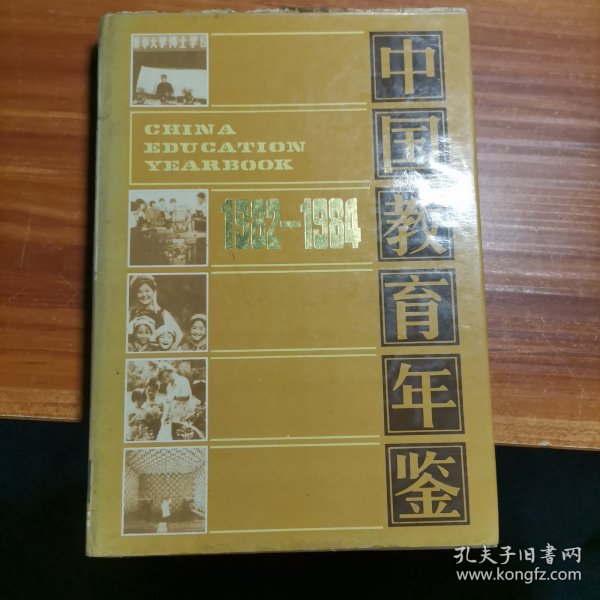 CHINA
EDUCATION
YEARBOOK
1982—1984
中国教育年鉴
孔夫子旧书网
www.kongfz.com